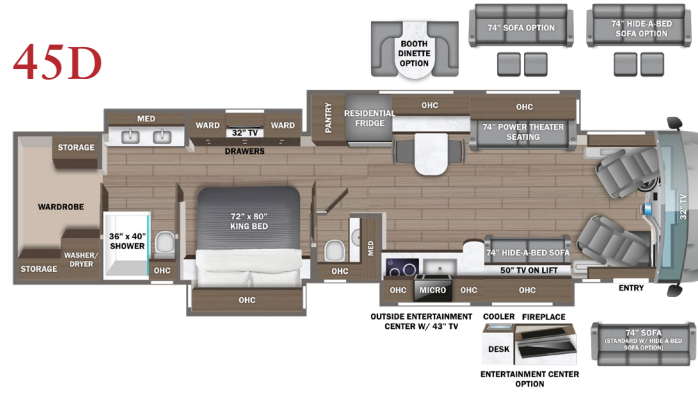 45D
BOOTH
DINETTE
OPTION
74" SOFA OPTION
74" HIDE-A-BED
SOFA OPTION
MED
WARD
32" TV
WARD
DRAWERS
PANTRY
RESIDENTIAL
FRIDGE
OHC
OHC
74" POWER THEATER
SEATING
STORAGE
WARDROBE
36" x 40"
SHOWER
72" x 80"
KING BED
32" TV
WASHER/
DRYER
STORAGE
OHC
OHC
MED
OHC
74" HIDE-A-BED SOFA
50" TV ON LIFT
OHC
MICRO
OHC
OHC
ENTRY
OUTSIDE ENTERTAINMENT
CENTER W/ 43" TV
COOLER
FIREPLACE
DESK
ENTERTAINMENT CENTER
OPTION
74" SOFA
(STANDARD W/ HIDE-A-BED
SOFA OPTION)